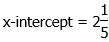 x-intercept = 2 1/5